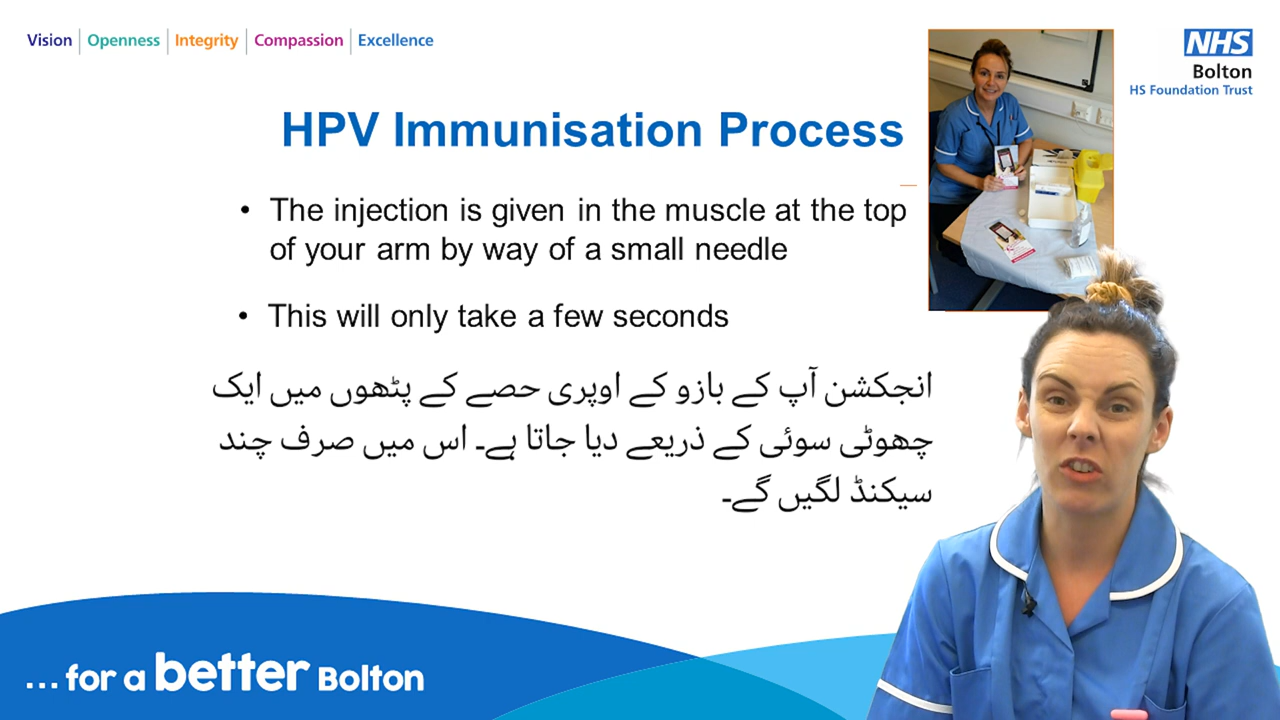 Vision | Openness | Integrity | Compassion | Excellence
NHS
Bolton
HS Foundation Trust
HPV Immunisation Process
• The injection is given in the muscle at the top
of your arm by way of a small needle
• This will only take a few seconds
انجکشن آپ کے بازو کے اوپری حصے کے پٹھوں میں ایک
چھوٹی سوئی کے ذریعے دیا جاتا ہے۔ اس میں صرف چند
سیکنڈ لگیں گے۔
...for a better Bolton